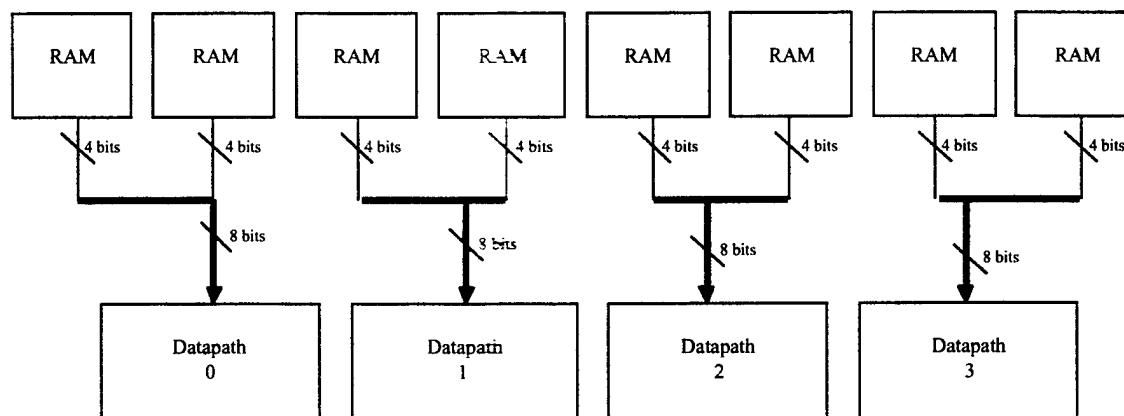 RAM RAM RAM RAM RAM RAM RAM RAM
4 bits 4 bits 4 bits 4 bits 4 bits 4 bits 4 bits 4 bits
8 bits 8 bits 8 bits 8 bits
Datapath Datapath Datapath Datapath
0 1 2 3